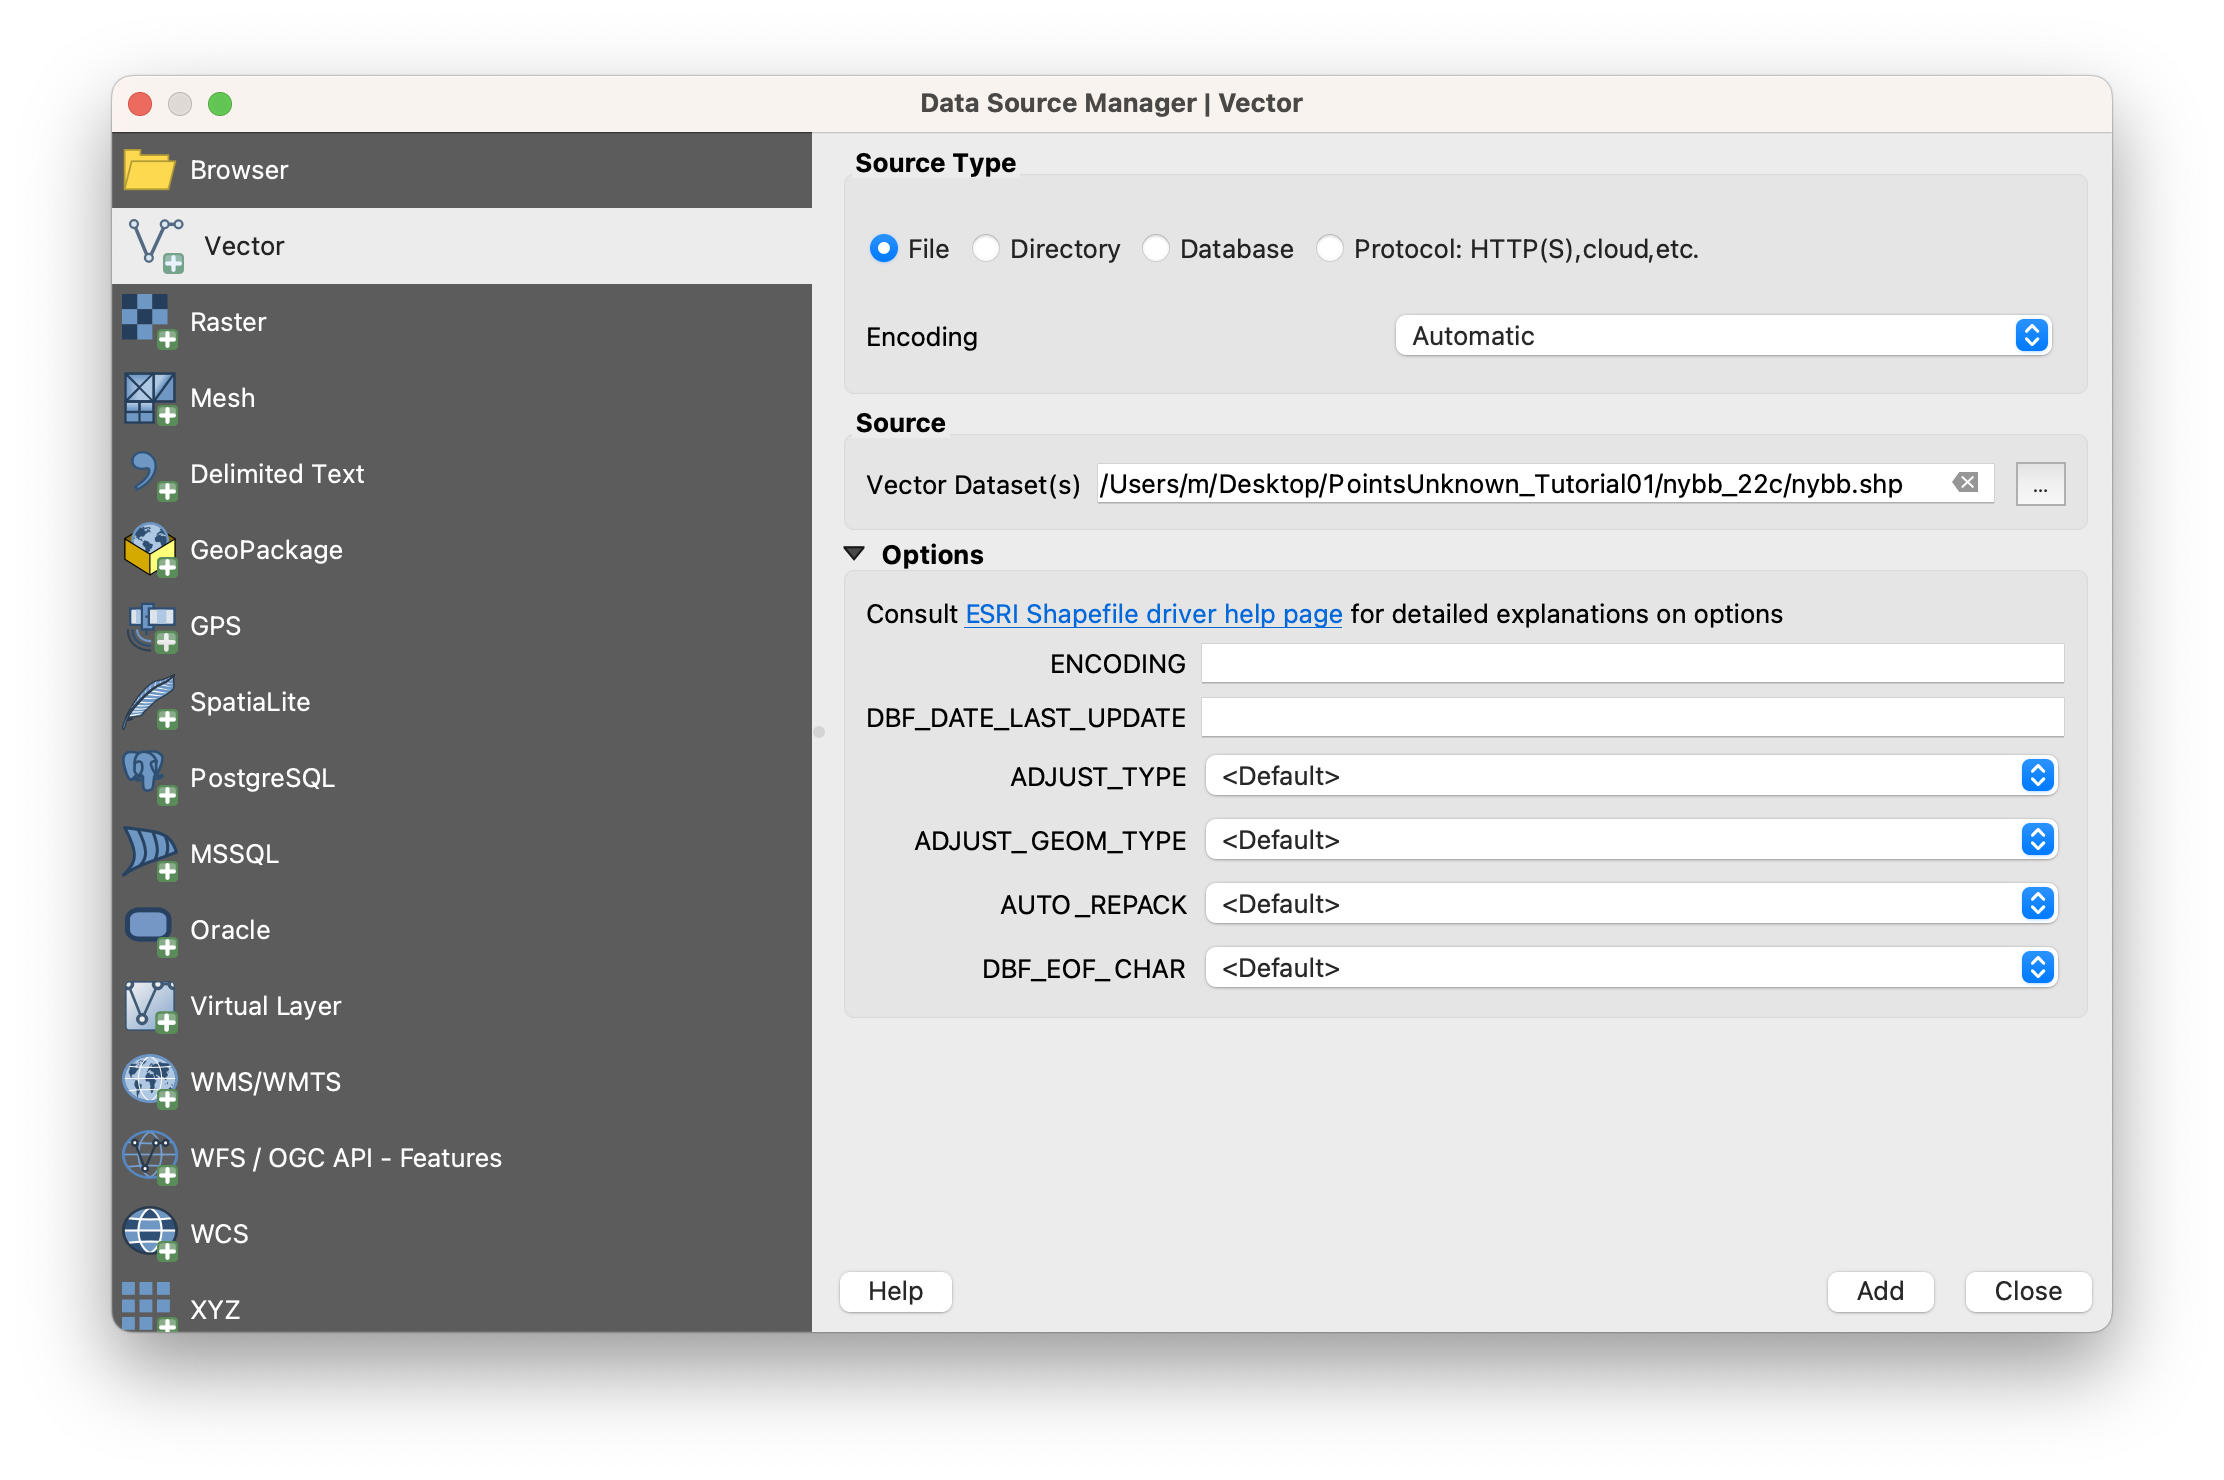 Data Source Manager | Vector
Browser
Vector
Raster
Mesh
Delimited Text
GeoPackage
GPS
SpatiaLite
PostgreSQL
MSSQL
Oracle
Virtual Layer
WMS/WMTS
WFS / OGC API - Features
WCS
XYZ
Source Type
File Directory Database Protocol: HTTP(S),cloud,etc.
Encoding Automatic
Source
Vector Dataset(s) /Users/m/Desktop/PointsUnknown_Tutorial01/nybb_22c/nybb.shp ...
Options
Consult ESRI Shapefile driver help page for detailed explanations on options
ENCODING
DBF_DATE_LAST_UPDATE
ADJUST_TYPE <Default>
ADJUST_GEOM_TYPE <Default>
AUTO_REPACK <Default>
DBF_EOF_CHAR <Default>
Help Add Close